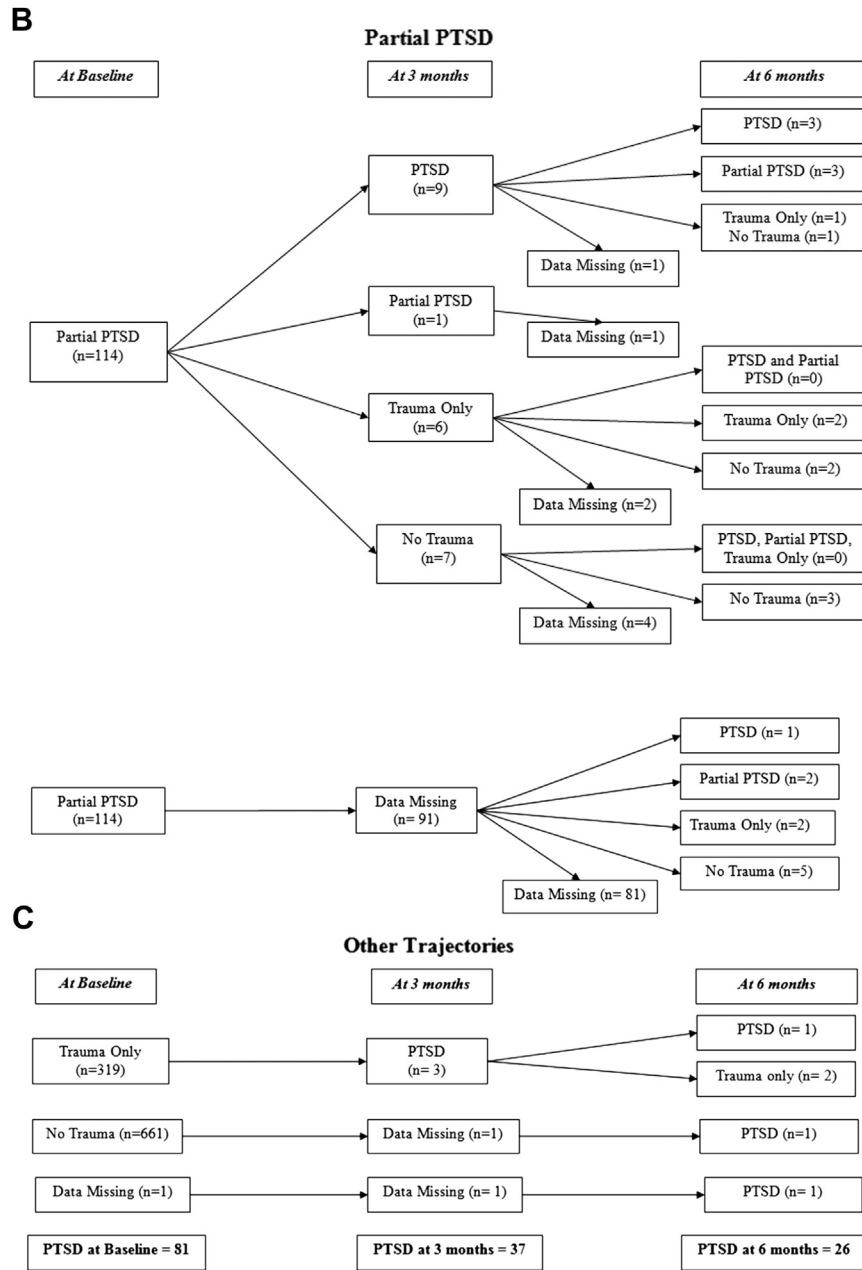 B
Partial PTSD
At Baseline
At 3 months
At 6 months
PTSD (n=3)
PTSD
(n=9)
Partial PTSD (n=3)
Trauma Only (n=1)
No Trauma (n=1)
Data Missing (n=1)
Partial PTSD
(n=114)
Partial PTSD
(n=1)
Data Missing (n=1)
PTSD and Partial
PTSD (n=0)
Trauma Only
(n=6)
Trauma Only (n=2)
No Trauma (n=2)
Data Missing (n=2)
No Trauma
(n=7)
PTSD, Partial PTSD,
Trauma Only (n=0)
No Trauma (n=3)
Data Missing (n=4)
PTSD (n= 1)
Partial PTSD
(n=114)
Data Missing
(n= 91)
Partial PTSD (n=2)
Trauma Only (n=2)
No Trauma (n=5)
Data Missing (n= 81)
C
Other Trajectories
At Baseline
At 3 months
At 6 months
Trauma Only
(n=319)
PTSD
(n= 3)
PTSD (n= 1)
Trauma only (n= 2)
No Trauma (n=661)
Data Missing (n=1)
PTSD (n=1)
Data Missing (n=1)
Data Missing (n= 1)
PTSD (n= 1)
PTSD at Baseline = 81
PTSD at 3 months = 37
PTSD at 6 months = 26